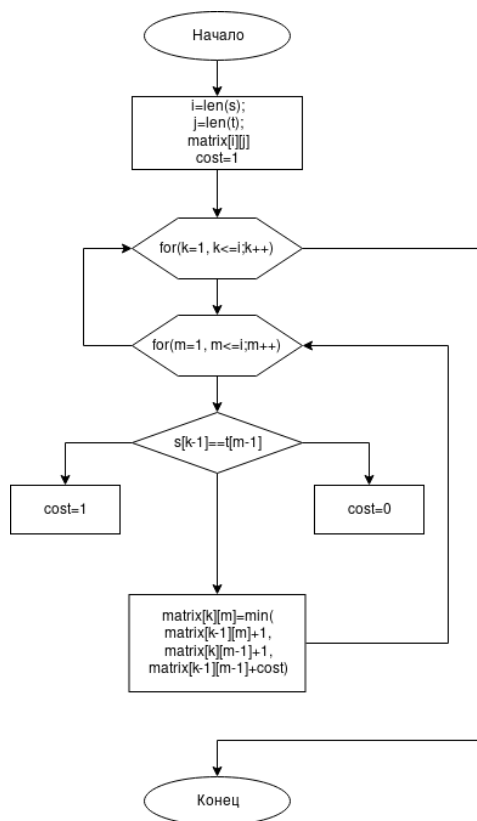 Начало
i=len(s);
j=len(t);
matrix[i][j]
cost=1
for(k=1, k<=i;k++)
for(m=1, m<=i;m++)
s[k-1]==t[m-1]
cost=1
cost=0
matrix[k][m]=min(
matrix[k-1][m]+1,
matrix[k][m-1]+1,
matrix[k-1][m-1]+cost)
Конец